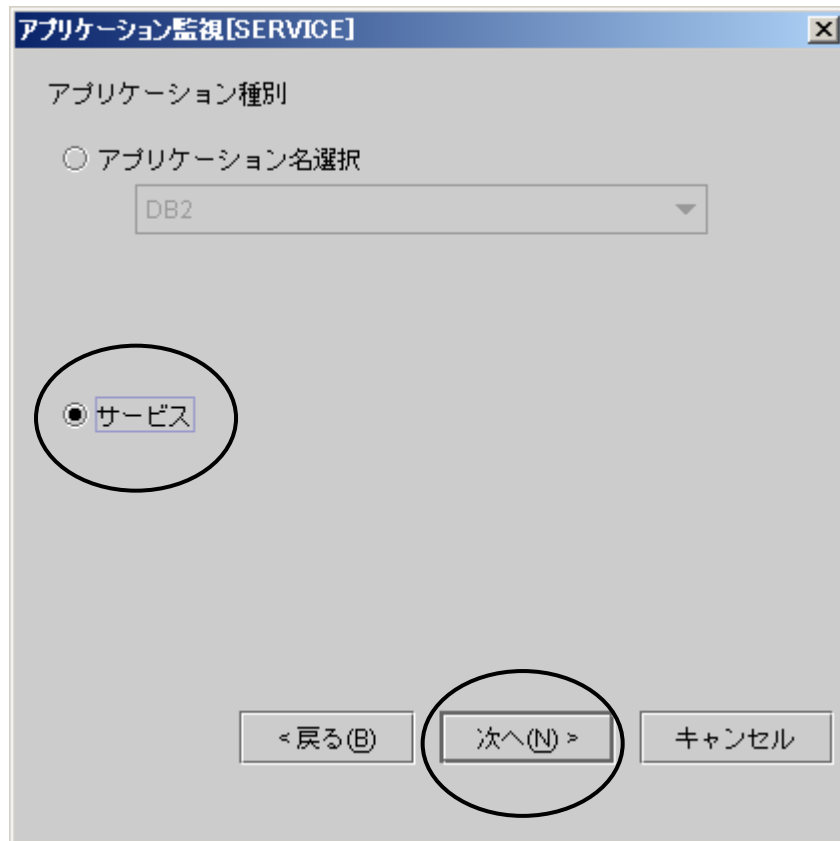 アプリケーション監視[SERVICE]
アプリケーション種別
アプリケーション名選択
DB2
サービス
<戻る(B)
次へ(N) >
キャンセル